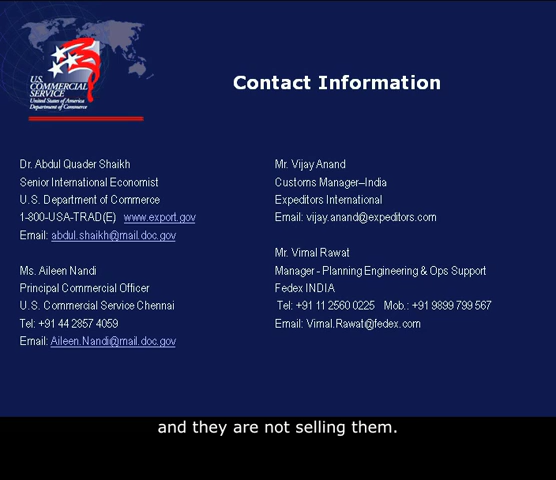 U.S.
COMMERCIAL
SERVICE
United States of America
Department of Commerce
Contact Information
Dr. Abdul Quader Shaikh
Senior International Economist
U.S. Department of Commerce
1-800-USA-TRAD(E) www.export.gov
Email: abdul.shaikh@mail.doc.gov
Ms. Aileen Nandi
Principal Commercial Officer
U.S. Commercial Service Chennai
Tel: +91 44 2857 4059
Email: Aileen.Nandi@mail.doc.gov
Mr. Vijay Anand
Customs Manager–India
Expeditors International
Email: vijay.anand@expeditors.com
Mr. Vimal Rawat
Manager - Planning Engineering & Ops Support
Fedex INDIA
Tel: +91 11 2560 0225 Mob.: +91 9899 799 567
Email: Vimal.Rawat@fedex.com
and they are not selling them.